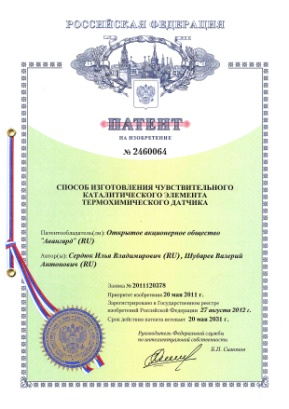 РОССИЙСКАЯ ФЕДЕРАЦИЯ
ПАТЕНТ
НА ИЗОБРЕТЕНИЕ
№ 2460064
СПОСОБ ИЗГОТОВЛЕНИЯ ЧУВСТВИТЕЛЬНОГО
КАТАЛИТИЧЕСКОГО ЭЛЕМЕНТА
ТЕРМОХИМИЧЕСКОГО ДАТЧИКА
Патентообладатель(ли): Открытое акционерное общество
"Авангард" (RU)
Автор(ы): Сердюк Илья Владимирович (RU), Шубарев Валерий
Антонович (RU)
Заявка № 2011120378
Приоритет изобретения 20 мая 2011 г.
Зарегистрировано в Государственном реестре
изобретений Российской Федерации 27 августа 2012 г.
Срок действия патента истекает 20 мая 2031 г.
Руководитель Федеральной службы
по интеллектуальной собственности
Б.П. Симонов